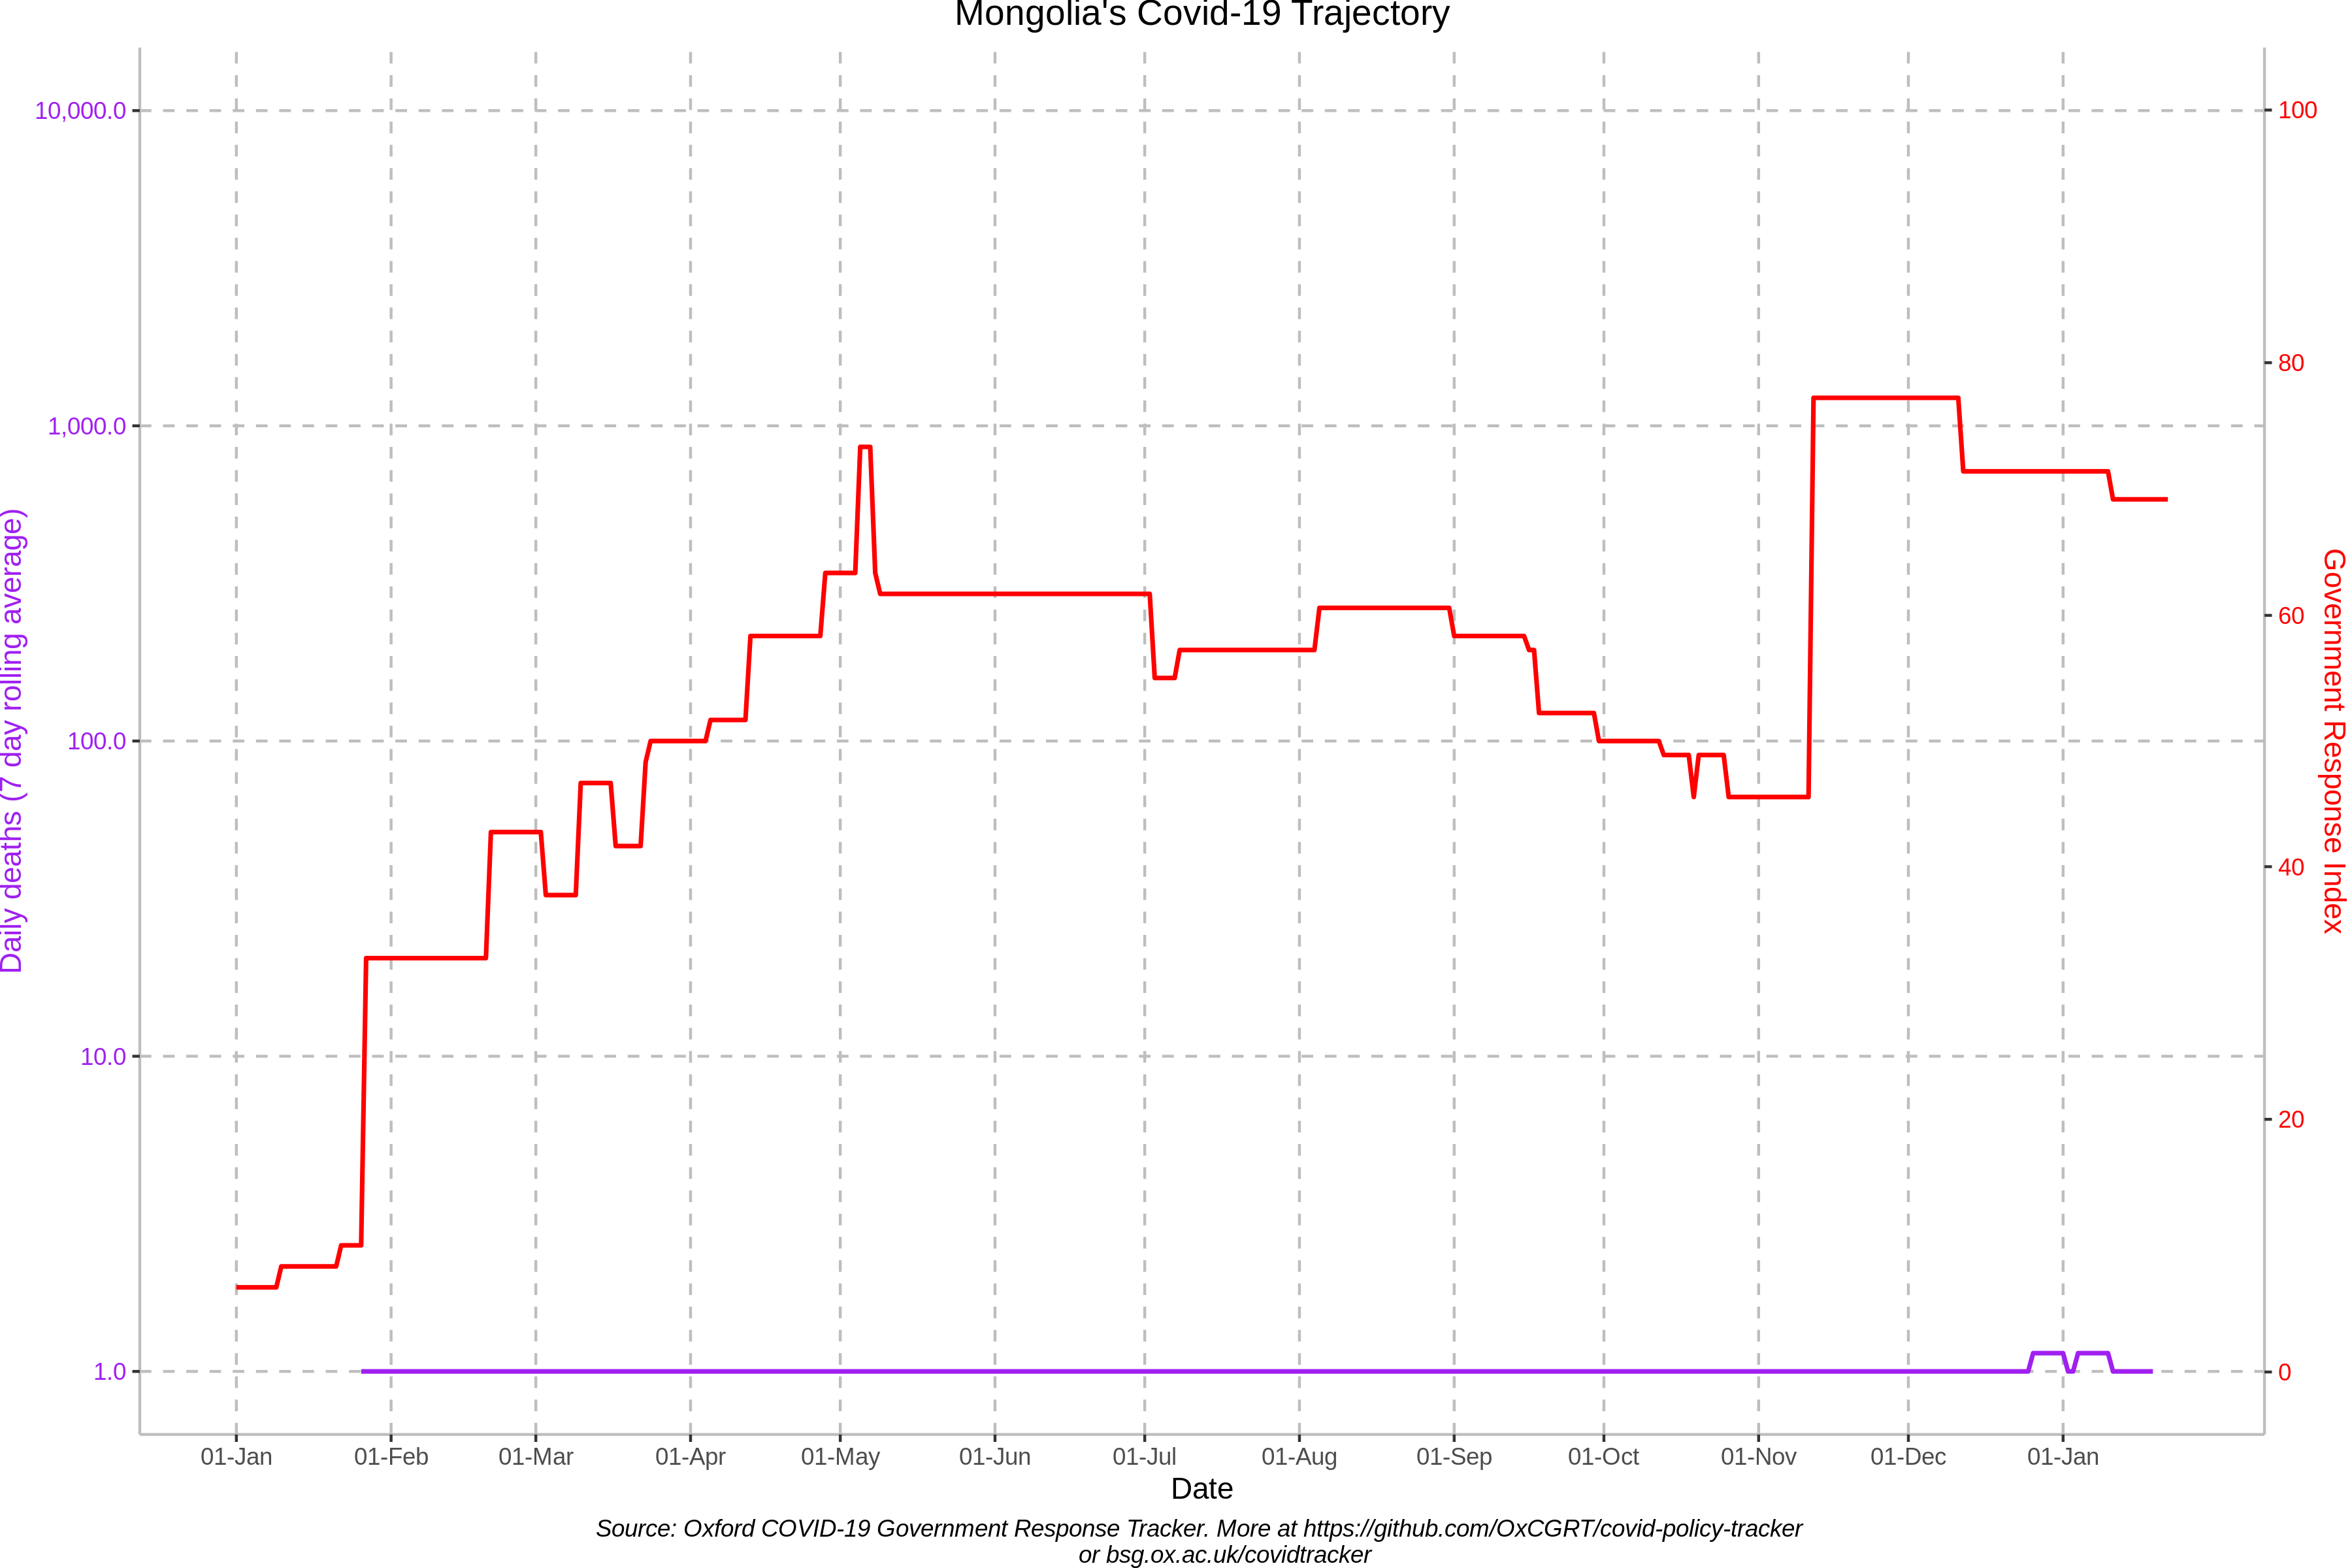 Mongolia's Covid-19 Trajectory
10,000.0
1,000.0
100.0
10.0
1.0
Daily deaths (7 day rolling average)
100
80
60
40
20
0
Government Response Index
01-Jan 01-Feb 01-Mar 01-Apr 01-May 01-Jun 01-Jul 01-Aug 01-Sep 01-Oct 01-Nov 01-Dec 01-Jan
Date
Source: Oxford COVID-19 Government Response Tracker. More at https://github.com/OxCGRT/covid-policy-tracker
or bsg.ox.ac.uk/covidtracker